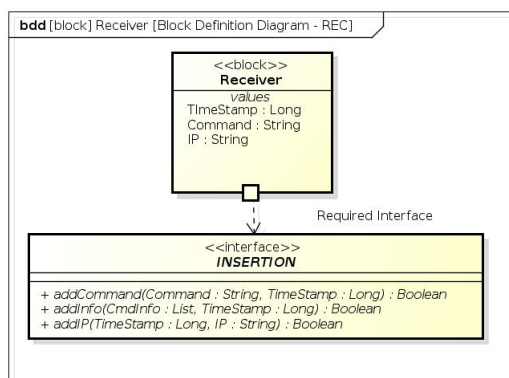 bdd [block] Receiver [Block Definition Diagram - REC]
<<block>>
Receiver
values
TImeStamp : Long
Command : String
IP : String
Required Interface
<<interface>>
INSERTION
+ addCommand(Command : String, TimeStamp : Long) : Boolean
+ addInfo(CmdInfo : List, TimeStamp : Long) : Boolean
+ addIP(TimeStamp : Long, IP : String) : Boolean